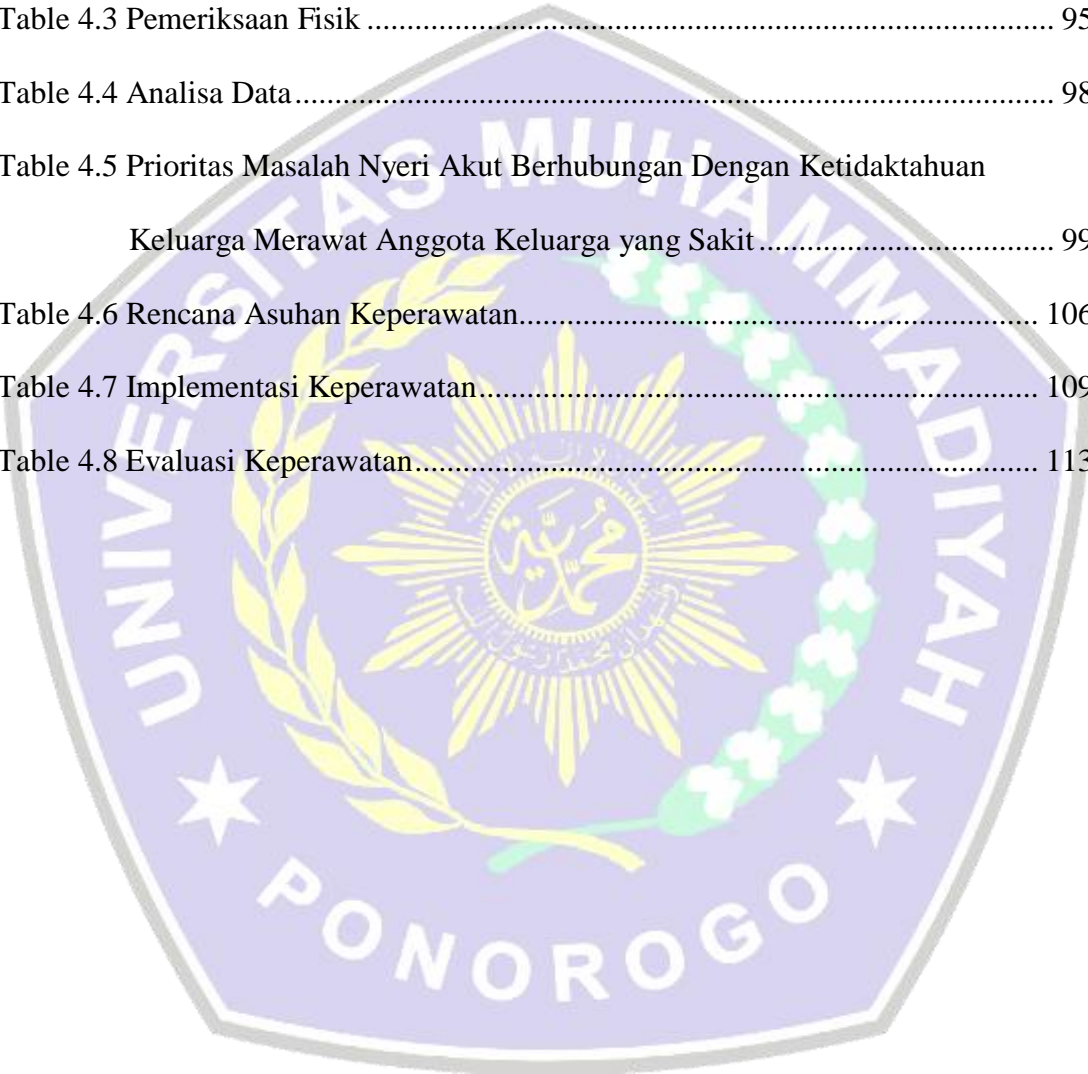 Table 4.3 Pemeriksaan Fisik ........................................................................................ 95
Table 4.4 Analisa Data ................................................................................................. 98
Table 4.5 Prioritas Masalah Nyeri Akut Berhubungan Dengan Ketidaktahuan
Keluarga Merawat Anggota Keluarga yang Sakit ...................................... 99
Table 4.6 Rencana Asuhan Keperawatan.................................................................. 106
Table 4.7 Implementasi Keperawatan....................................................................... 109
Table 4.8 Evaluasi Keperawatan............................................................................... 113
UNIVERSITAS MUHAMMADIYAH
PONOROGO